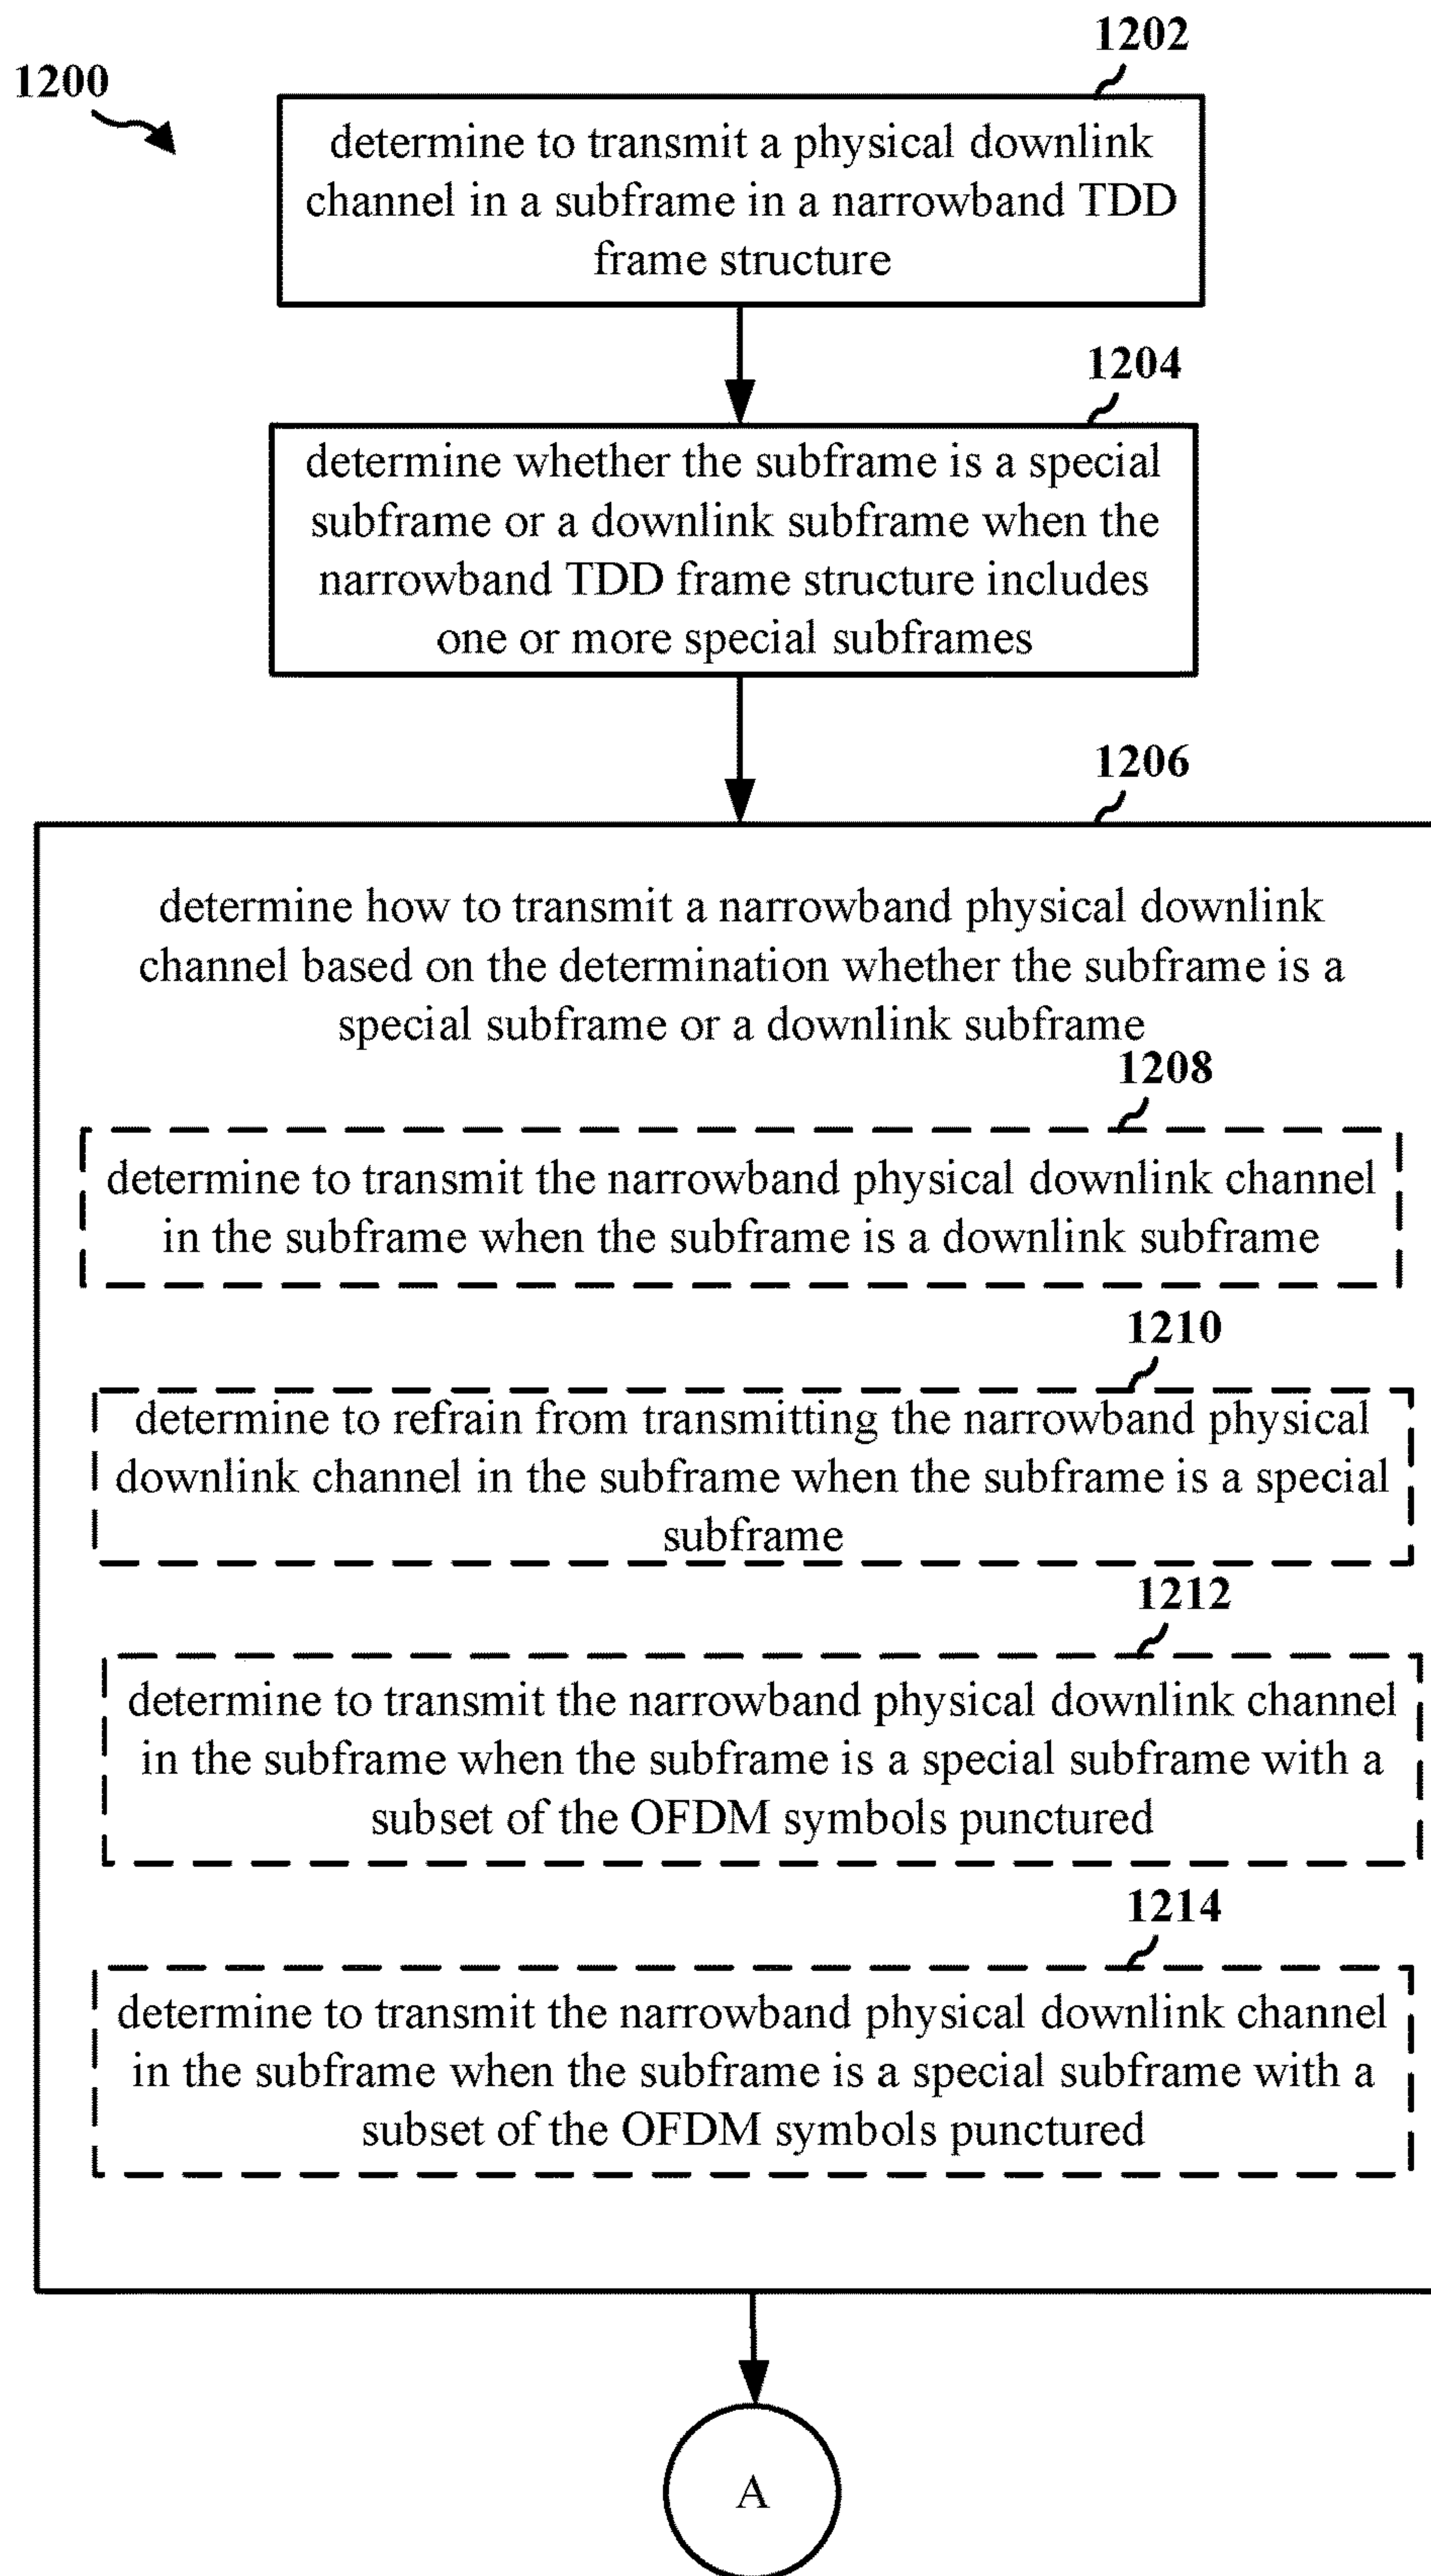 1200
1202
determine to transmit a physical downlink
channel in a subframe in a narrowband TDD
frame structure
1204
determine whether the subframe is a special
subframe or a downlink subframe when the
narrowband TDD frame structure includes
one or more special subframes
1206
determine how to transmit a narrowband physical downlink
channel based on the determination whether the subframe is a
special subframe or a downlink subframe
1208
determine to transmit the narrowband physical downlink channel
in the subframe when the subframe is a downlink subframe
1210
determine to refrain from transmitting the narrowband physical
downlink channel in the subframe when the subframe is a special
subframe
1212
determine to transmit the narrowband physical downlink channel
in the subframe when the subframe is a special subframe with a
subset of the OFDM symbols punctured
1214
determine to transmit the narrowband physical downlink channel
in the subframe when the subframe is a special subframe with a
subset of the OFDM symbols punctured
A